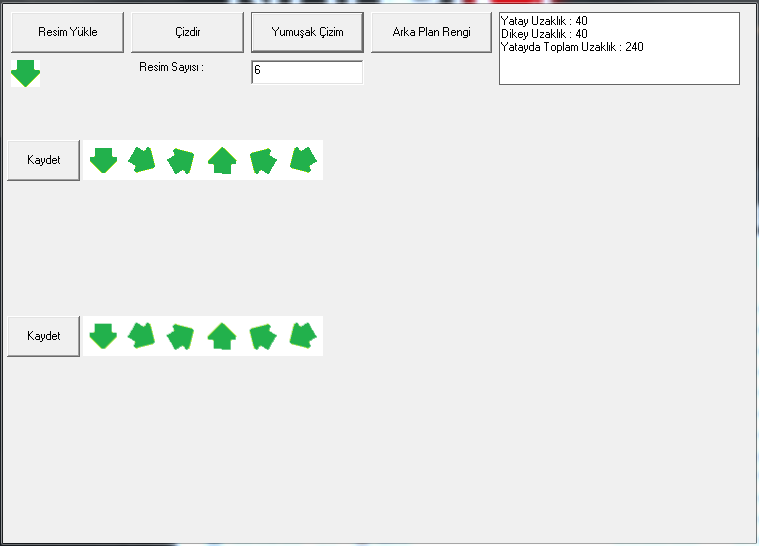 Resim Yükle
Çizdir
Yumuşak Çizim
Arka Plan Rengi
Yatay Uzaklık : 40
Dikey Uzaklık : 40
Yatayda Toplam Uzaklık : 240
Resim Sayısı :
6
Kaydet
Kaydet